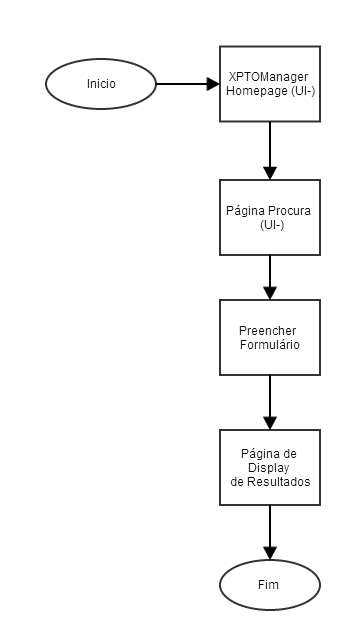 Inicio
XPTOManager
Homepage (UI-)
Página Procura
(UI-)
Preencher
Formulário
Página de
Display
de Resultados
Fim